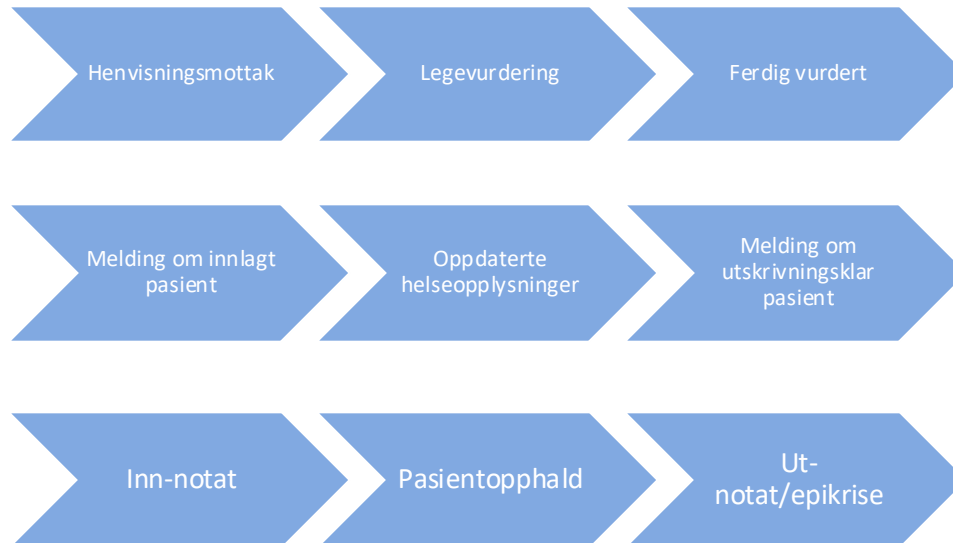 Henvisningsmottak
Legevurdering
Ferdig vurdert
Melding om innlagt
pasient
Oppdaterte
helseopplysninger
Melding om
utskrivningsklar
pasient
Inn-notat
Pasientopphald
Ut-
notat/epikrise